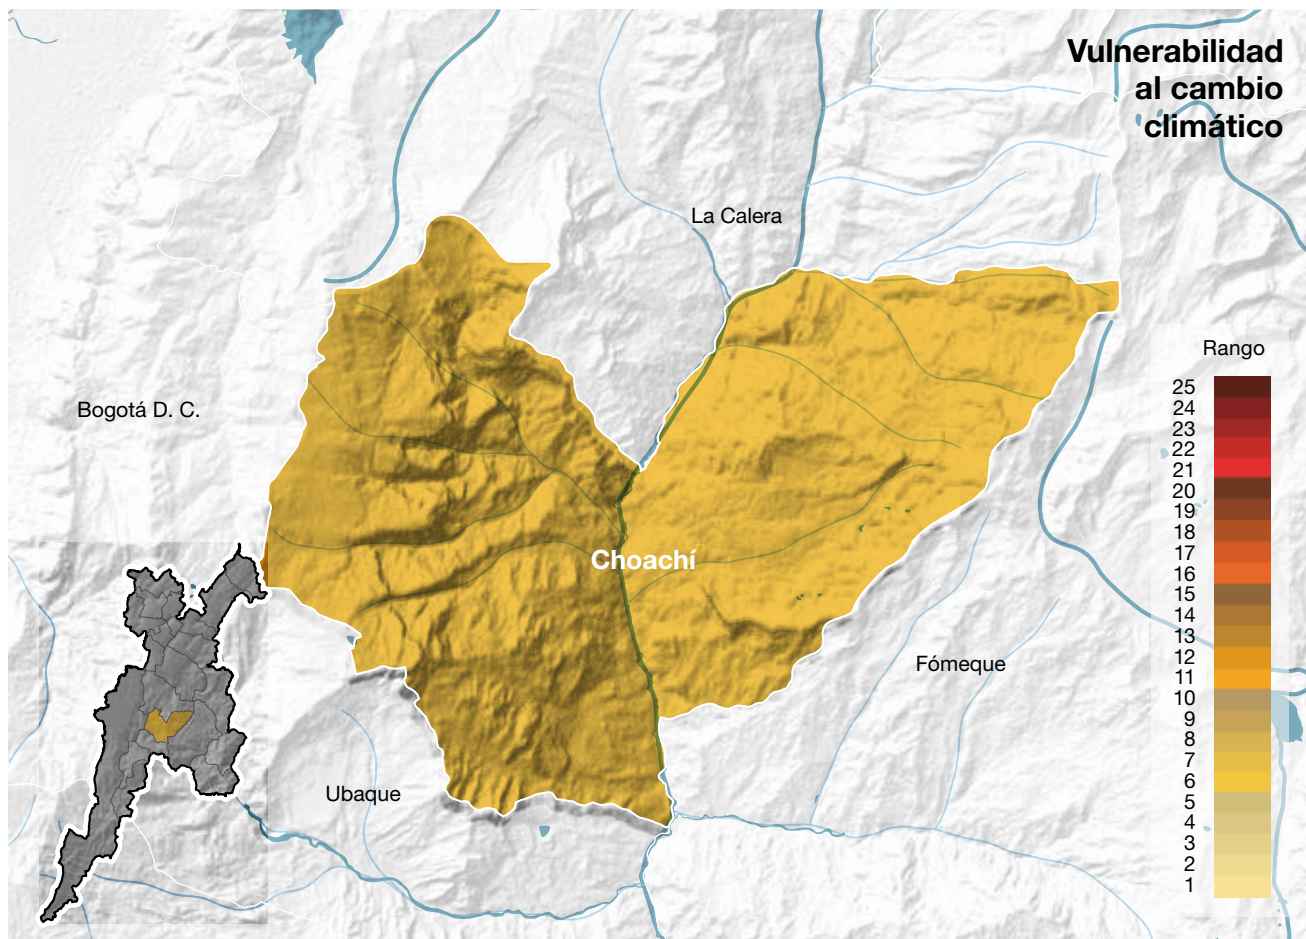 Vulnerabilidad
al cambio
climático
La Calera
Rango
Bogotá D. C.
Choachí
Fómeque
Ubaque
25
24
23
22
21
20
19
18
17
16
15
14
13
12
11
10
9
8
7
6
5
4
3
2
1